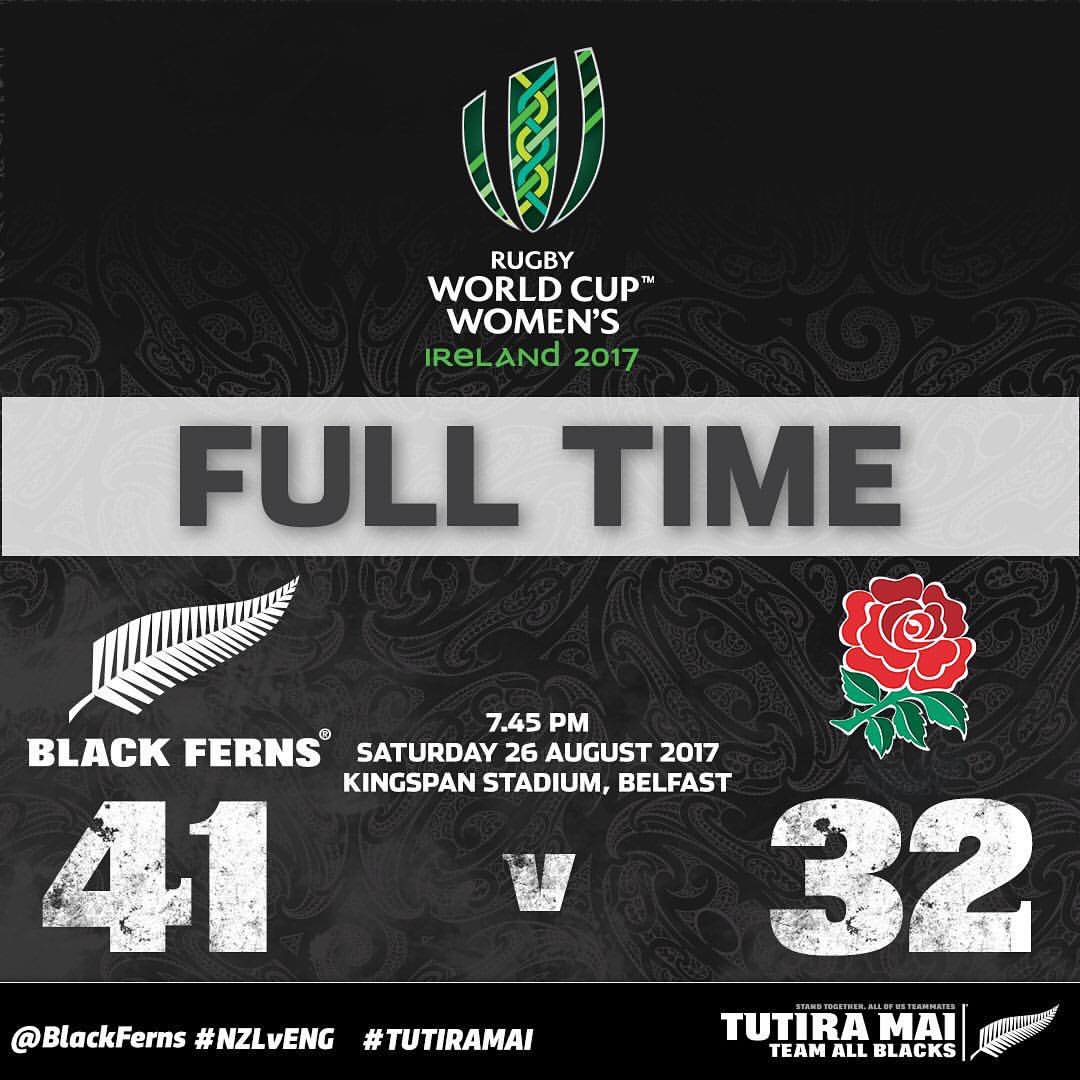 RUGBY
WORLD CUP™
WOMEN'S
IRELAND 2017
FULL TIME
BLACK FERNS®
7.45 PM
SATURDAY 26 AUGUST 2017
KINGSPAN STADIUM, BELFAST
41 v 32
@BlackFerns #NZLvENG #TUTIRAMAI
STAND TOGETHER. ALL OF US TEAMMATES
TUTIRA MAI
TEAM ALL BLACKS